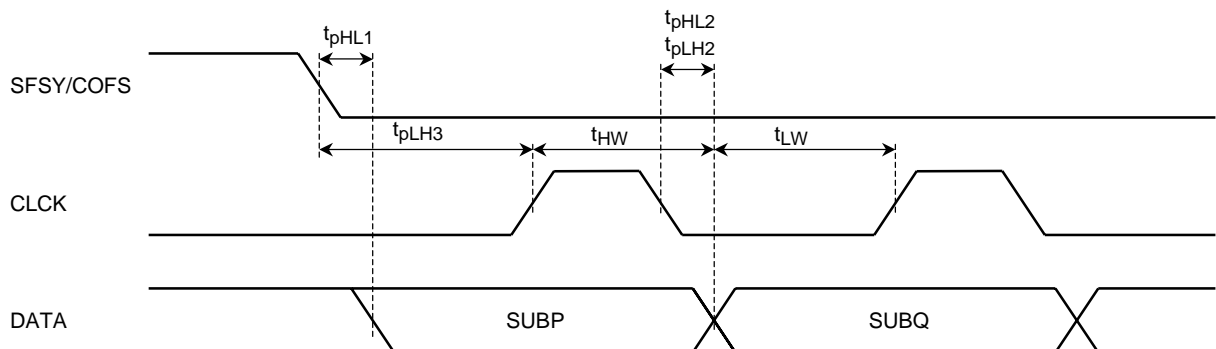 tpHL1
tpHL2
tpLH2
SFSY/COFS
tpLH3
tHW
tLW
CLCK
DATA
SUBP
SUBQ